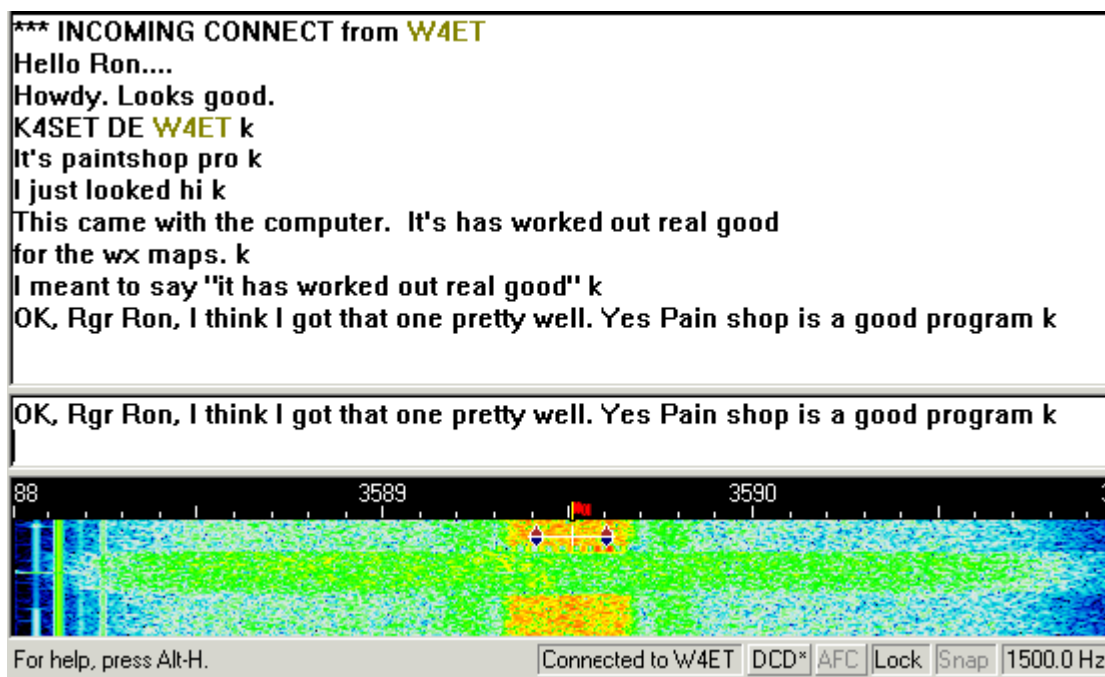 *** INCOMING CONNECT from W4ET
Hello Ron....
Howdy. Looks good.
K4SET DE W4ET k
It's paintshop pro k
I just looked hi k
This came with the computer.  It's has worked out real good
for the wx maps. k
I meant to say "it has worked out real good" k
OK, Rgr Ron, I think I got that one pretty well. Yes Pain shop is a good program k
OK, Rgr Ron, I think I got that one pretty well. Yes Pain shop is a good program k
88 3589 3590
For help, press Alt-H. Connected to W4ET DCD* AFC Lock Snap 1500.0 Hz